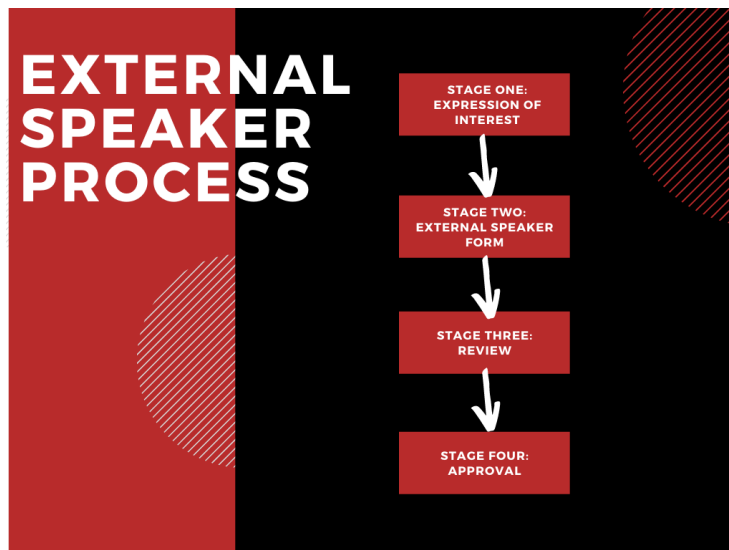 EXTERNAL
SPEAKER
PROCESS
STAGE ONE:
EXPRESSION OF
INTEREST
STAGE TWO:
EXTERNAL SPEAKER
FORM
STAGE THREE:
REVIEW
STAGE FOUR:
APPROVAL